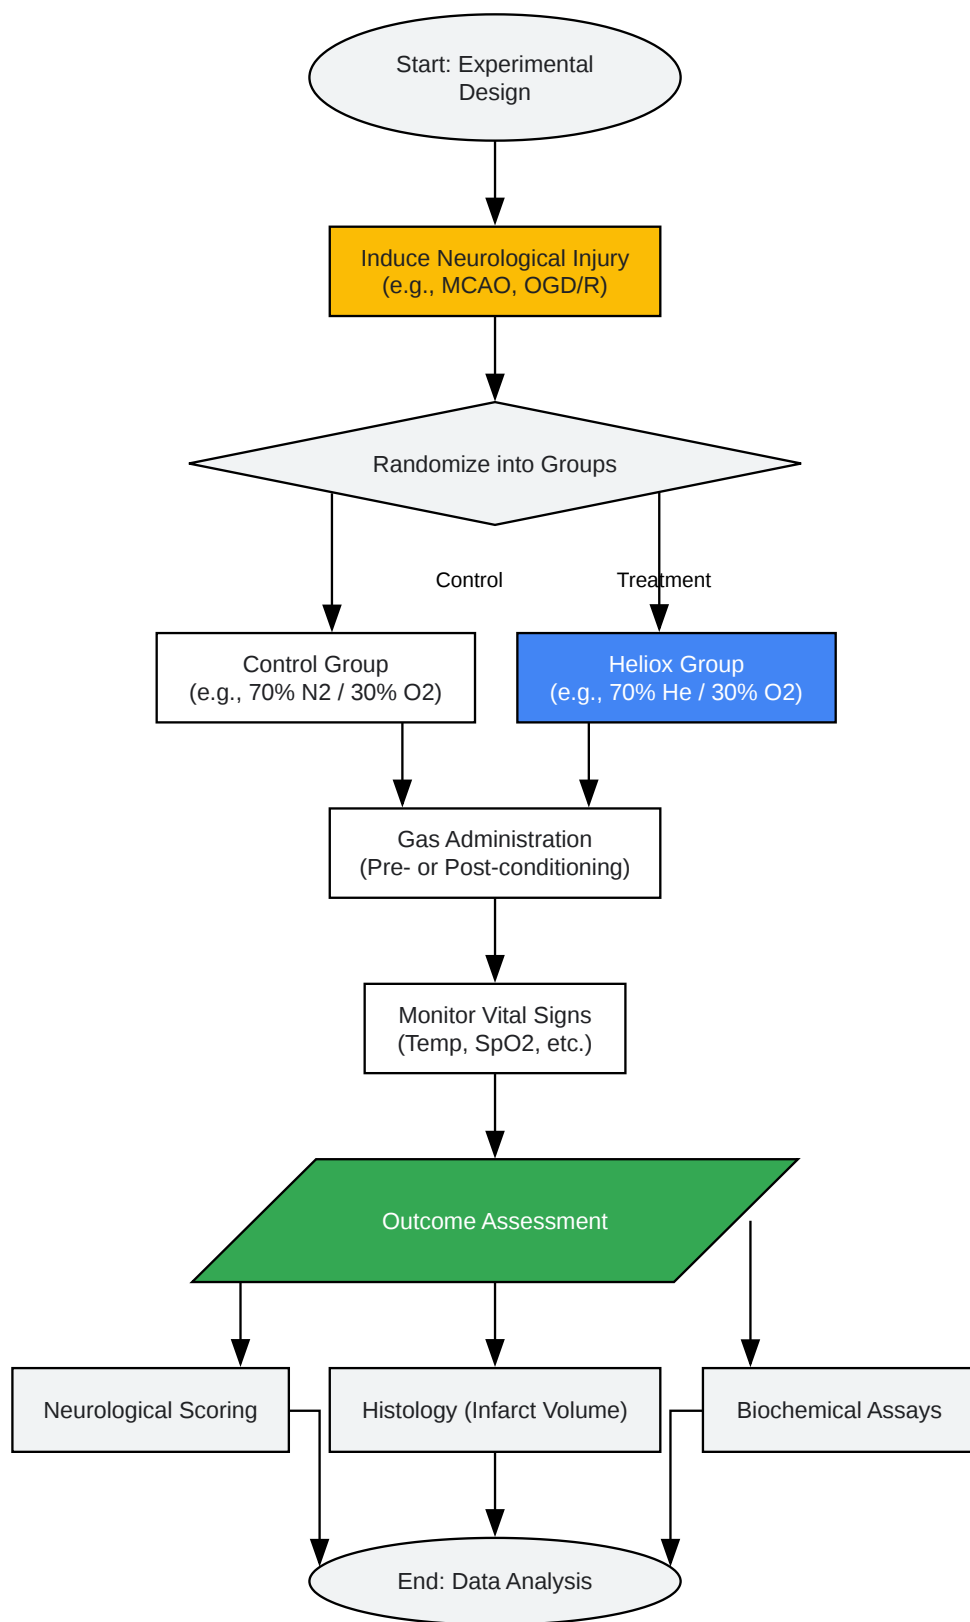 Start: Experimental
Design
Induce Neurological Injury
(e.g., MCAO, OGD/R)
Randomize into Groups
Control
Treatment
Control Group
(e.g., 70% N2 / 30% O2)
Heliox Group
(e.g., 70% He / 30% O2)
Gas Administration
(Pre- or Post-conditioning)
Monitor Vital Signs
(Temp, SpO2, etc.)
Outcome Assessment
Neurological Scoring
Histology (Infarct Volume)
Biochemical Assays
End: Data Analysis